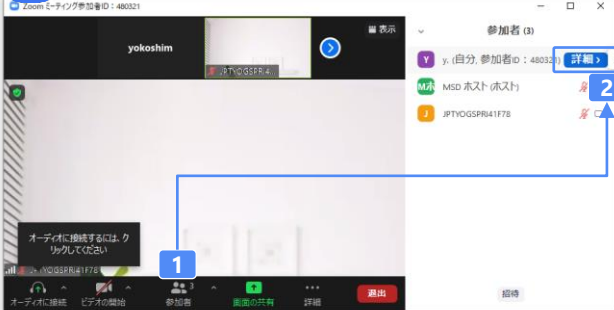 Zoom ミーティング参加者ID：480321
yokoshim
表示
参加者 (3)
Y y. (自分, 参加者ID：480321) 詳細 >
M木 MSD ホスト (ホスト)
2
J JPTYOGSPRI41F78
オーディオに接続するには、ク
リックしてください
1
3
オーディオに接続 ビデオの開始 参加者 画面の共有 詳細 退出
招待